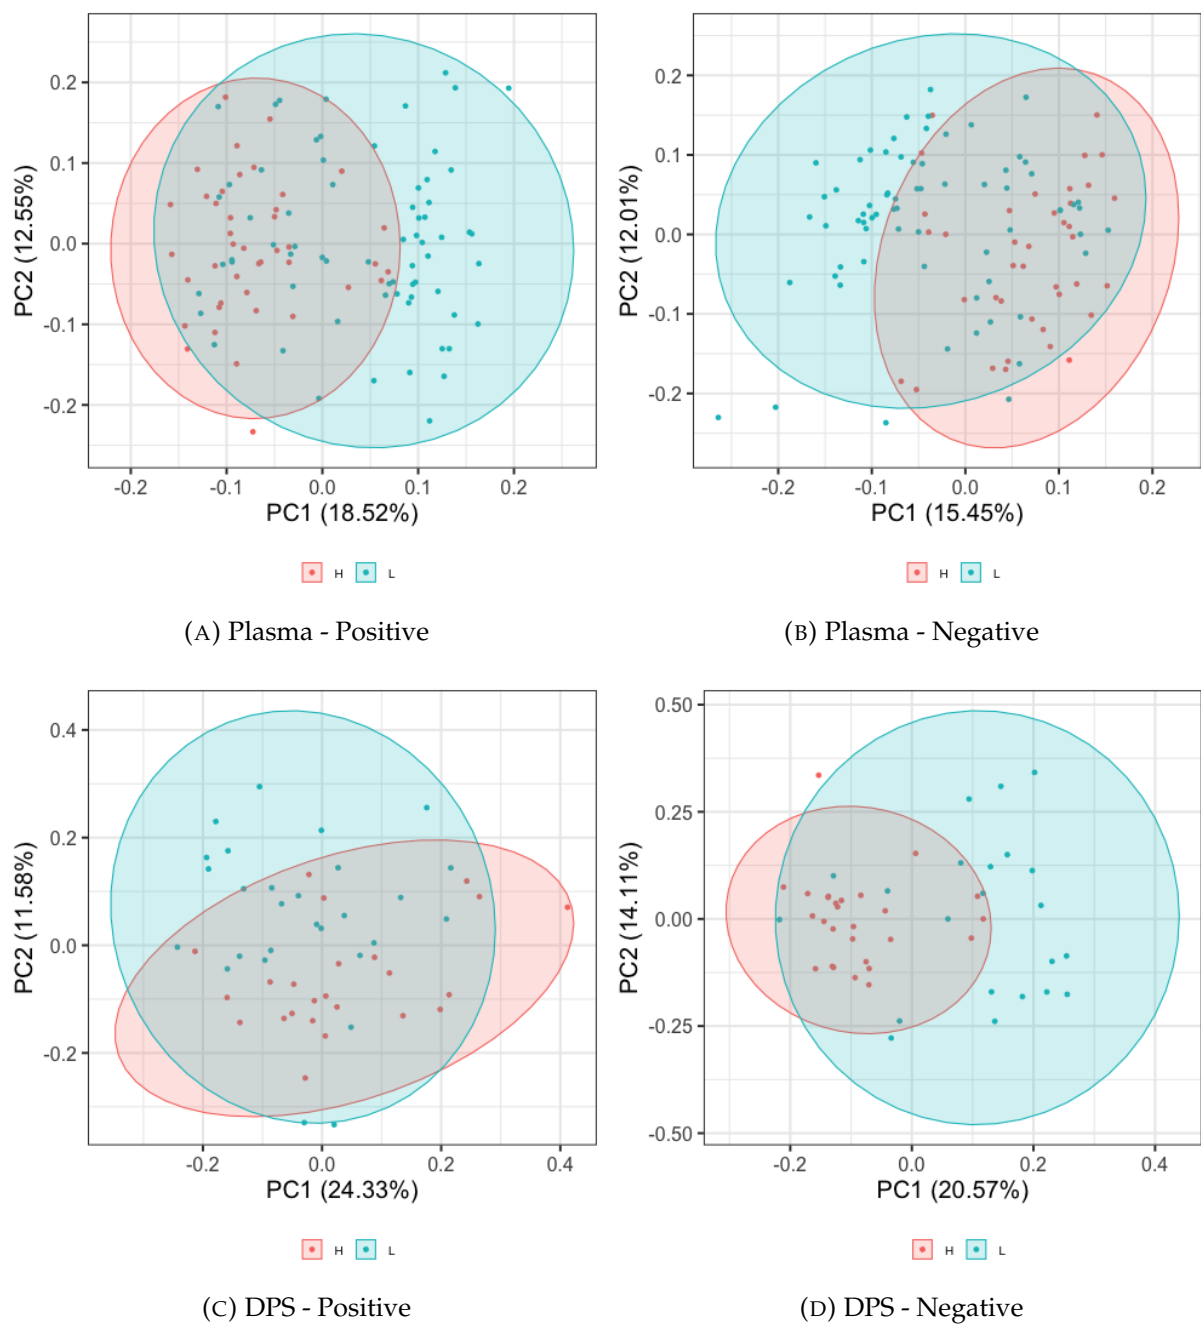 0.2
0.1
0.0
-0.1
-0.2
PC2 (12.55%)
-0.2 -0.1 0.0 0.1 0.2
PC1 (18.52%)
H L
(A) Plasma - Positive
0.2
0.1
0.0
-0.1
-0.2
PC2 (12.01%)
-0.2 -0.1 0.0 0.1 0.2
PC1 (15.45%)
H L
(B) Plasma - Negative
0.4
0.2
0.0
-0.2
PC2 (11.58%)
-0.2 0.0 0.2 0.4
PC1 (24.33%)
H L
(C) DPS - Positive
0.50
0.25
0.00
-0.25
-0.50
PC2 (14.11%)
-0.2 0.0 0.2 0.4
PC1 (20.57%)
H L
(D) DPS - Negative